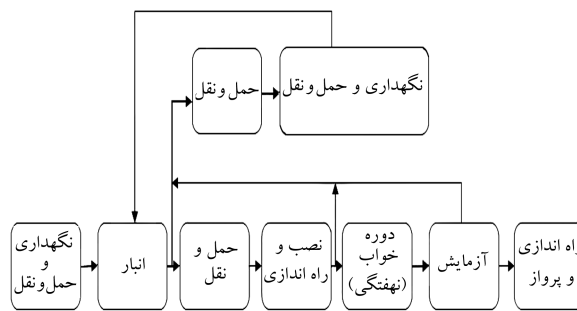 حمل‌ونقل
نگهداری و حمل‌ونقل
نگهداری
و
حمل‌ونقل
انبار
حمل و
نقل
نصب و
راه اندازی
دوره
خواب
(نهفتگی)
آزمایش
راه اندازی
و پرواز